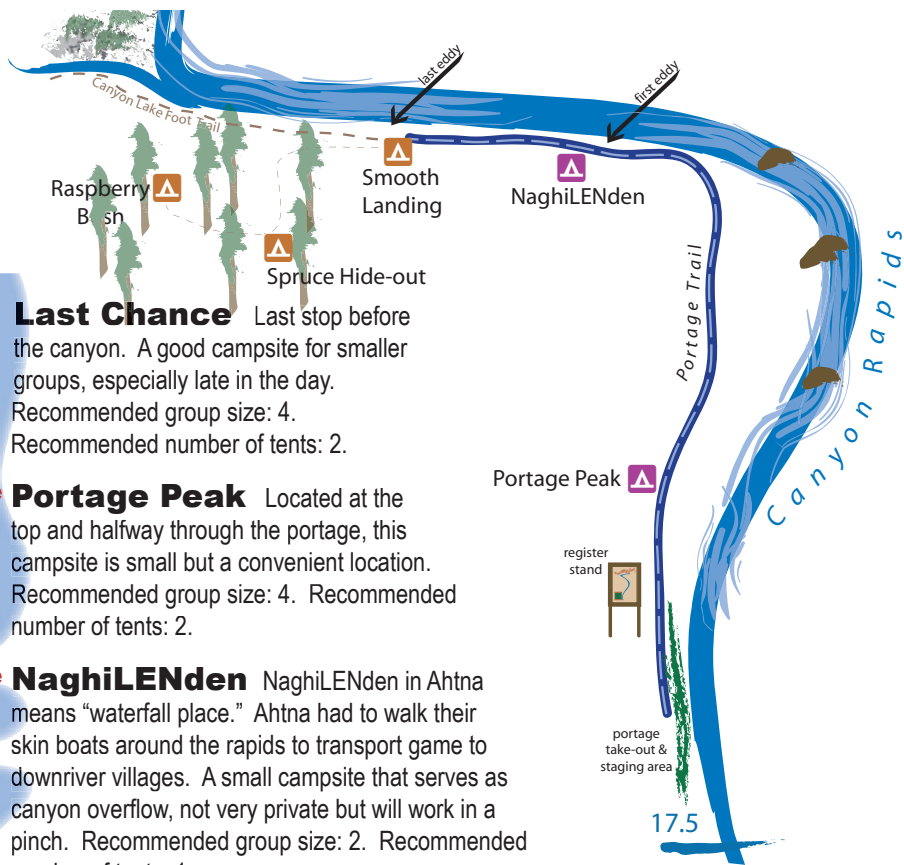 last eddy
first eddy
Canyon Lake Foot Trail
Raspberry
Smooth
Landing
NaghiLENden
Spruce Hide-out
Portage Trail
Canyon Rapids
Last Chance Last stop before
the canyon. A good campsite for smaller
groups, especially late in the day.
Recommended group size: 4.
Recommended number of tents: 2.
Portage Peak
Portage Peak Located at the
top and halfway through the portage, this
campsite is small but a convenient location.
Recommended group size: 4. Recommended
number of tents: 2.
register
stand
NaghiLENden NaghiLENden in Ahtna
means “waterfall place.” Ahtna had to walk their
skin boats around the rapids to transport game to
downriver villages. A small campsite that serves as
canyon overflow, not very private but will work in a
pinch. Recommended group size: 2. Recommended
portage
take-out &
staging area
17.5